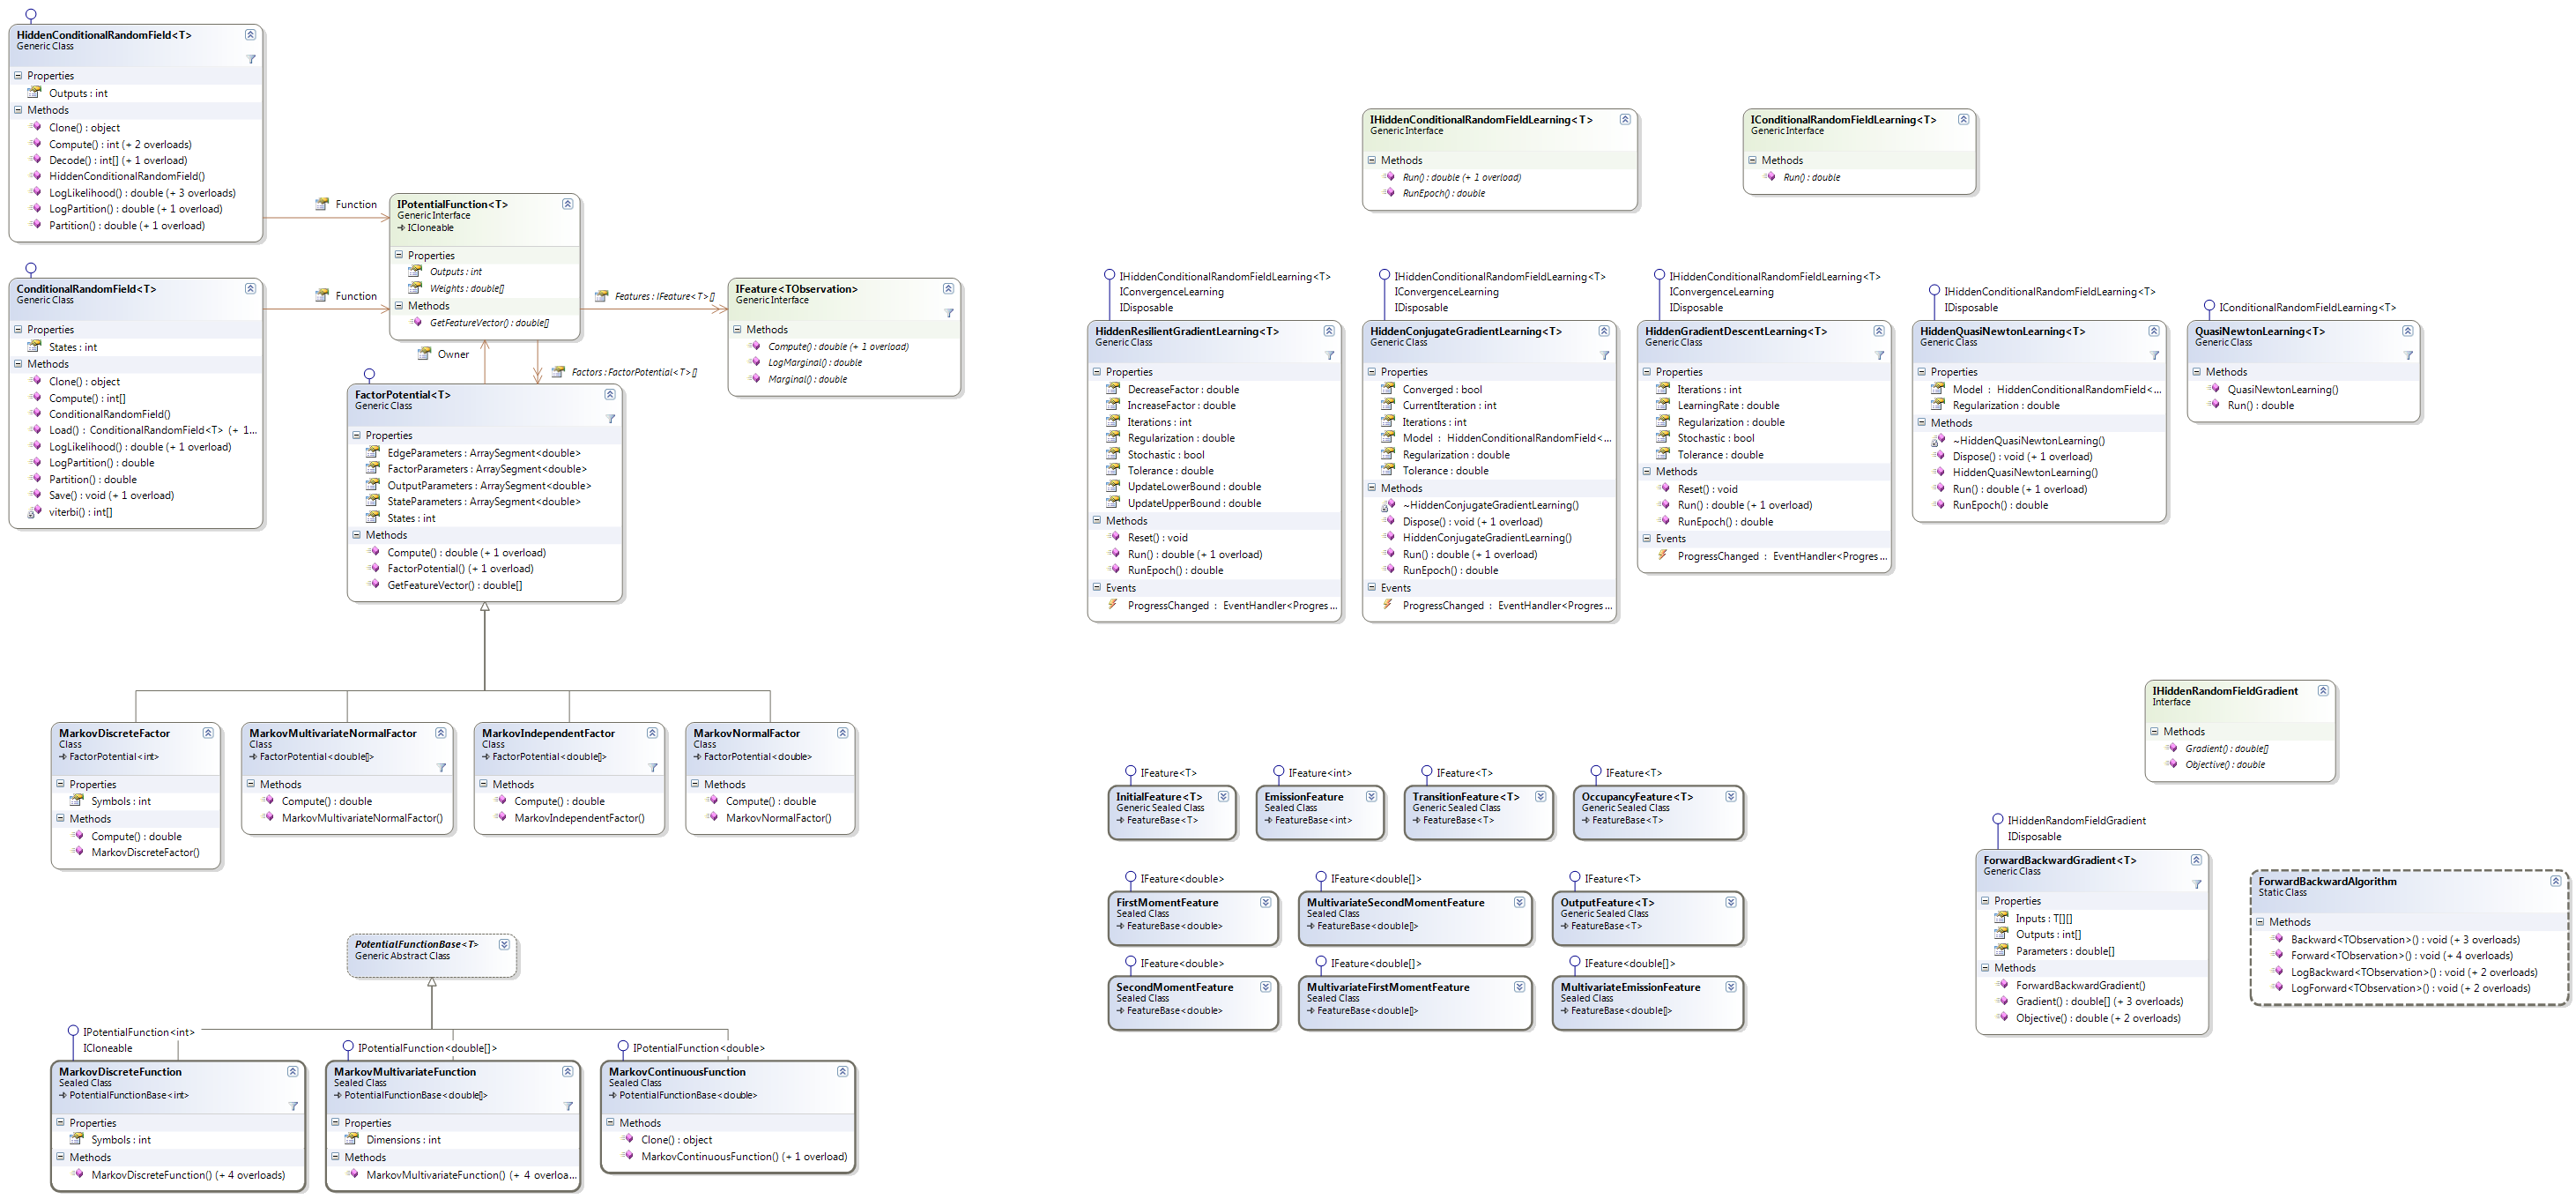 HiddenConditionalRandomField<T>
Generic Class
Properties
Outputs : int
Methods
Clone() : object
Compute() : int (+ 2 overloads)
Decode() : int[] (+ 1 overload)
HiddenConditionalRandomField()
LogLikelihood() : double (+ 3 overloads)
LogPartition() : double (+ 1 overload)
Partition() : double (+ 1 overload)
Function
ConditionalRandomField<T>
Generic Class
Properties
States : int
Methods
Clone() : object
Compute() : int[]
ConditionalRandomField()
Load() : ConditionalRandomField<T> (+ 1...
LogLikelihood() : double (+ 1 overload)
LogPartition() : double
Partition() : double
Save() : void (+ 1 overload)
viterbi() : int[]
Function
IPotentialFunction<T>
Generic Interface
ICloneable
Properties
Outputs : int
Weights : double[]
Methods
GetFeatureVector() : double[]
Features : IFeature<T>[]
IFeature<TObservation>
Generic Interface
Methods
Compute() : double (+ 1 overload)
LogMarginal() : double
Marginal() : double
Owner
Factors : FactorPotential<T>[]
FactorPotential<T>
Generic Class
Properties
EdgeParameters : ArraySegment<double>
FactorParameters : ArraySegment<double>
OutputParameters : ArraySegment<double>
StateParameters : ArraySegment<double>
States : int
Methods
Compute() : double (+ 1 overload)
FactorPotential() (+ 1 overload)
GetFeatureVector() : double[]
MarkovDiscreteFactor
Class
FactorPotential<int>
Properties
Symbols : int
Methods
Compute() : double
MarkovDiscreteFactor()
MarkovMultivariateNormalFactor
Class
FactorPotential<double[]>
Methods
Compute() : double
MarkovMultivariateNormalFactor()
MarkovIndependentFactor
Class
FactorPotential<double[]>
Methods
Compute() : double
MarkovIndependentFactor()
MarkovNormalFactor
Class
FactorPotential<double>
Methods
Compute() : double
MarkovNormalFactor()
PotentialFunctionBase<T>
Generic Abstract Class
IPotentialFunction<int>
ICloneable
MarkovDiscreteFunction
Sealed Class
PotentialFunctionBase<int>
Properties
Symbols : int
Methods
MarkovDiscreteFunction() (+ 4 overloads)
IPotentialFunction<double[]>
MarkovMultivariateFunction
Sealed Class
PotentialFunctionBase<double[]>
Properties
Dimensions : int
Methods
MarkovMultivariateFunction() (+ 4 overloa...
IPotentialFunction<double>
MarkovContinuousFunction
Sealed Class
PotentialFunctionBase<double>
Methods
Clone() : object
MarkovContinuousFunction() (+ 1 overload)
IHiddenConditionalRandomFieldLearning<T>
Generic Interface
Methods
Run() : double (+ 1 overload)
RunEpoch() : double
IConditionalRandomFieldLearning<T>
Generic Interface
Methods
Run() : double
IHiddenConditionalRandomFieldLearning<T>
IConvergenceLearning
IDisposable
HiddenResilientGradientLearning<T>
Generic Class
Properties
DecreaseFactor : double
IncreaseFactor : double
Iterations : int
Regularization : double
Stochastic : bool
Tolerance : double
UpdateLowerBound : double
UpdateUpperBound : double
Methods
Reset() : void
Run() : double (+ 1 overload)
RunEpoch() : double
Events
ProgressChanged : EventHandler<Progres...
IHiddenConditionalRandomFieldLearning<T>
IConvergenceLearning
IDisposable
HiddenConjugateGradientLearning<T>
Generic Class
Properties
Converged : bool
CurrentIteration : int
Iterations : int
Model : HiddenConditionalRandomField<...
Regularization : double
Tolerance : double
Methods
~HiddenConjugateGradientLearning()
Dispose() : void (+ 1 overload)
HiddenConjugateGradientLearning()
Run() : double (+ 1 overload)
RunEpoch() : double
Events
ProgressChanged : EventHandler<Progres...
IHiddenConditionalRandomFieldLearning<T>
IConvergenceLearning
IDisposable
HiddenGradientDescentLearning<T>
Generic Class
Properties
Iterations : int
LearningRate : double
Regularization : double
Stochastic : bool
Tolerance : double
Methods
Reset() : void
Run() : double (+ 1 overload)
RunEpoch() : double
Events
ProgressChanged : EventHandler<Progres...
IHiddenConditionalRandomFieldLearning<T>
IDisposable
HiddenQuasiNewtonLearning<T>
Generic Class
Properties
Model : HiddenConditionalRandomField<...
Regularization : double
Methods
~HiddenQuasiNewtonLearning()
Dispose() : void (+ 1 overload)
HiddenQuasiNewtonLearning()
Run() : double (+ 1 overload)
RunEpoch() : double
IConditionalRandomFieldLearning<T>
QuasiNewtonLearning<T>
Generic Class
Methods
QuasiNewtonLearning()
Run() : double
IFeature<T>
InitialFeature<T>
Generic Sealed Class
FeatureBase<T>
IFeature<int>
EmissionFeature
Sealed Class
FeatureBase<int>
IFeature<T>
TransitionFeature<T>
Generic Sealed Class
FeatureBase<T>
IFeature<T>
OccupancyFeature<T>
Generic Sealed Class
FeatureBase<T>
IFeature<double>
FirstMomentFeature
Sealed Class
FeatureBase<double>
IFeature<double[]>
MultivariateSecondMomentFeature
Sealed Class
FeatureBase<double[]>
IFeature<T>
OutputFeature<T>
Generic Sealed Class
FeatureBase<T>
IFeature<double>
SecondMomentFeature
Sealed Class
FeatureBase<double>
IFeature<double[]>
MultivariateFirstMomentFeature
Sealed Class
FeatureBase<double[]>
IFeature<double[]>
MultivariateEmissionFeature
Sealed Class
FeatureBase<double[]>
IHiddenRandomFieldGradient
Interface
Methods
Gradient() : double[]
Objective() : double
IHiddenRandomFieldGradient
IDisposable
ForwardBackwardGradient<T>
Generic Class
Properties
Inputs : T[][]
Outputs : int[]
Parameters : double[]
Methods
ForwardBackwardGradient()
Gradient() : double[] (+ 3 overloads)
Objective() : double (+ 2 overloads)
ForwardBackwardAlgorithm
Static Class
Methods
Backward<TObservation>() : void (+ 3 overloads)
Forward<TObservation>() : void (+ 4 overloads)
LogBackward<TObservation>() : void (+ 2 overloads)
LogForward<TObservation>() : void (+ 2 overloads)